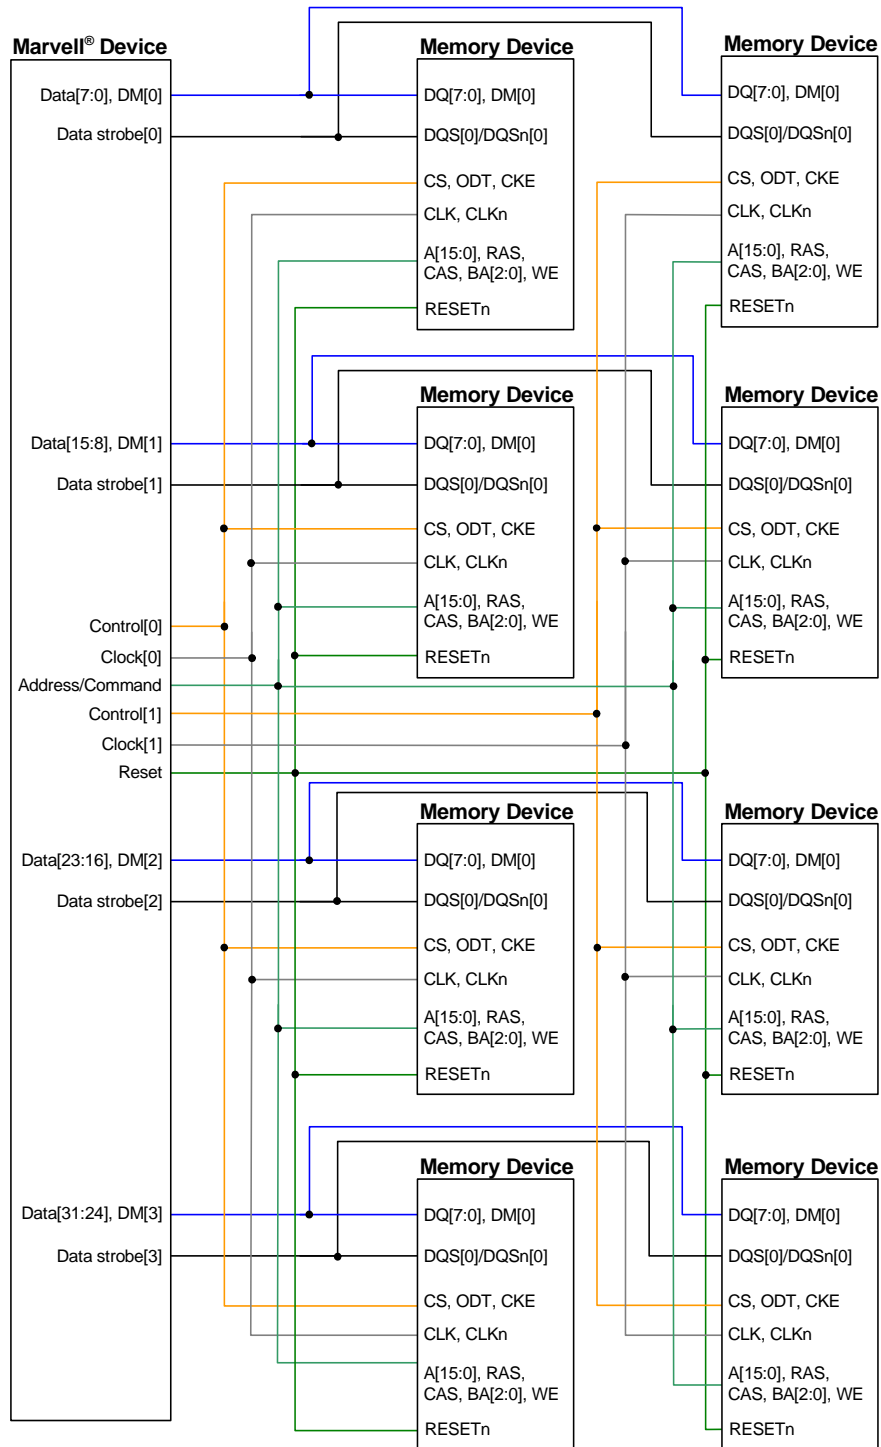 Marvell® Device
Data[7:0], DM[0]
Data strobe[0]
Data[15:8], DM[1]
Data strobe[1]
Control[0]
Clock[0]
Address/Command
Control[1]
Clock[1]
Reset
Data[23:16], DM[2]
Data strobe[2]
Data[31:24], DM[3]
Data strobe[3]
Memory Device
DQ[7:0], DM[0]
DQS[0]/DQSn[0]
CS, ODT, CKE
CLK, CLKn
A[15:0], RAS,
CAS, BA[2:0], WE
RESETn
Memory Device
DQ[7:0], DM[0]
DQS[0]/DQSn[0]
CS, ODT, CKE
CLK, CLKn
A[15:0], RAS,
CAS, BA[2:0], WE
RESETn
Memory Device
DQ[7:0], DM[0]
DQS[0]/DQSn[0]
CS, ODT, CKE
CLK, CLKn
A[15:0], RAS,
CAS, BA[2:0], WE
RESETn
Memory Device
DQ[7:0], DM[0]
DQS[0]/DQSn[0]
CS, ODT, CKE
CLK, CLKn
A[15:0], RAS,
CAS, BA[2:0], WE
RESETn
Memory Device
DQ[7:0], DM[0]
DQS[0]/DQSn[0]
CS, ODT, CKE
CLK, CLKn
A[15:0], RAS,
CAS, BA[2:0], WE
RESETn
Memory Device
DQ[7:0], DM[0]
DQS[0]/DQSn[0]
CS, ODT, CKE
CLK, CLKn
A[15:0], RAS,
CAS, BA[2:0], WE
RESETn
Memory Device
DQ[7:0], DM[0]
DQS[0]/DQSn[0]
CS, ODT, CKE
CLK, CLKn
A[15:0], RAS,
CAS, BA[2:0], WE
RESETn
Memory Device
DQ[7:0], DM[0]
DQS[0]/DQSn[0]
CS, ODT, CKE
CLK, CLKn
A[15:0], RAS,
CAS, BA[2:0], WE
RESETn